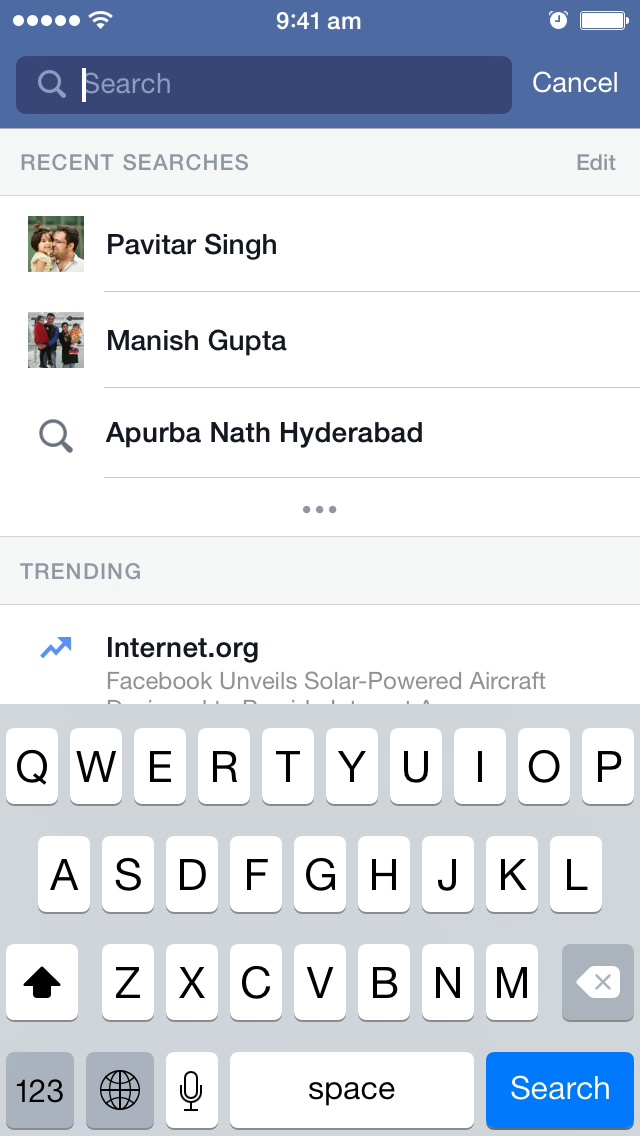 9:41 am
Search
Cancel
RECENT SEARCHES
Edit
Pavitar Singh
Manish Gupta
Apurba Nath Hyderabad
TRENDING
Internet.org
Facebook Unveils Solar-Powered Aircraft
Q W E R T Y U I O P
A S D F G H J K L
Z X C V B N M
123
space
Search